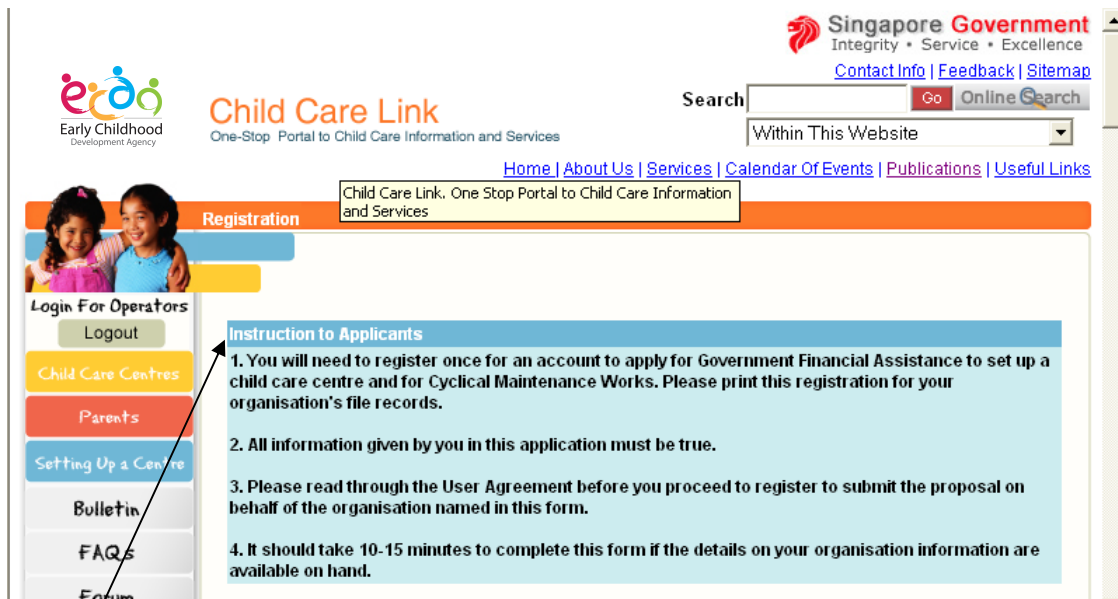 Singapore Government
Integrity • Service • Excellence
Contact Info | Feedback | Sitemap
ecda
Early Childhood
Development Agency
Child Care Link
One-Stop Portal to Child Care Information and Services
Search
Go
Online Search
Within This Website
Home | About Us | Services | Calendar Of Events | Publications | Useful Links
Child Care Link. One Stop Portal to Child Care Information
and Services
Registration
Login For Operators
Logout
Child Care Centres
Parents
Setting Up a Centre
Bulletin
FAQs
Forum
Instruction to Applicants
1. You will need to register once for an account to apply for Government Financial Assistance to set up a
child care centre and for Cyclical Maintenance Works. Please print this registration for your
organisation's file records.
2. All information given by you in this application must be true.
3. Please read through the User Agreement before you proceed to register to submit the proposal on
behalf of the organisation named in this form.
4. It should take 10-15 minutes to complete this form if the details on your organisation information are
available on hand.